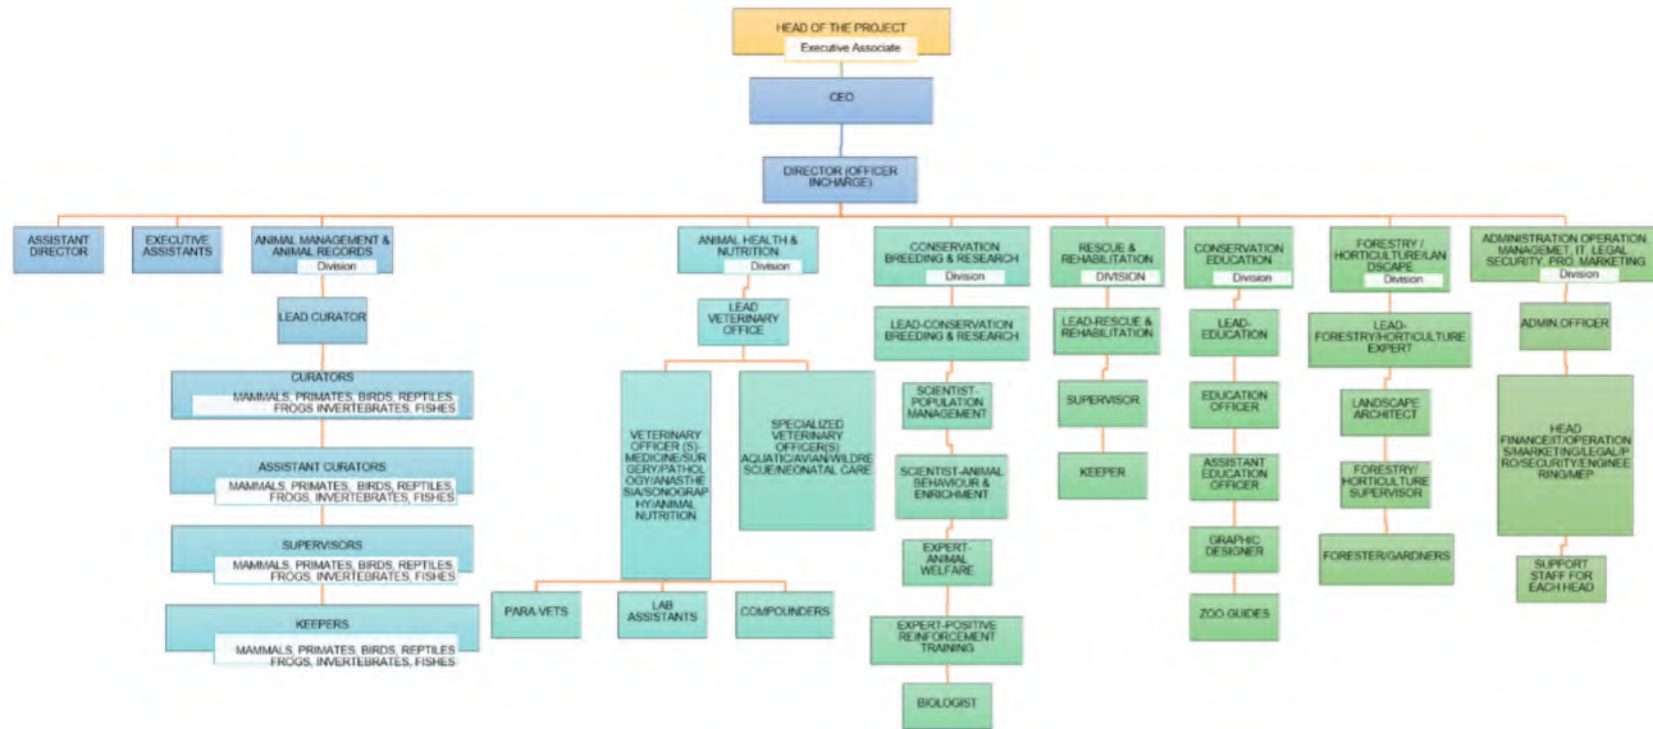 HEAD OF THE PROJECT
Executive Associate
CEO
DIRECTOR (OFFICER
INCHARGE)
ASSISTANT
DIRECTOR
EXECUTIVE
ASSISTANTS
ANIMAL MANAGEMENT &
ANIMAL RECORDS
Division
LEAD CURATOR
CURATORS
MAMMALS, PRIMATES, BIRDS, REPTILES,
FROGS INVERTEBRATES, FISHES
ASSISTANT CURATORS
MAMMALS, PRIMATES, BIRDS, REPTILES,
FROGS, INVERTEBRATES, FISHES
SUPERVISORS
MAMMALS, PRIMATES, BIRDS, REPTILES,
FROGS, INVERTEBRATES, FISHES
KEEPERS
MAMMALS, PRIMATES, BIRDS, REPTILES
FROGS, INVERTEBRATES, FISHES
ANIMAL HEALTH &
NUTRITION
Division
LEAD
VETERINARY
OFFICE
VETERINARY
OFFICER (S)-
MEDICINE/SUR
GERY/PATHOL
OGY/ANASTHE
SIA/SONOGRAP
HY/ANIMAL
NUTRITION
SPECIALIZED
VETERINARY
OFFICER(S)
AQUATIC/AVIAN/WILDRE
SCUE/NEONATAL CARE
PARA-VETS
LAB
ASSISTANTS
COMPOUNDERS
CONSERVATION
BREEDING & RESEARCH
Division
LEAD-CONSERVATION
BREEDING & RESEARCH
SCIENTIST-
POPULATION
MANAGEMENT
SCIENTIST-ANIMAL
BEHAVIOUR &
ENRICHMENT
EXPERT-
ANIMAL
WELFARE
EXPERT-POSITIVE
REINFORCEMENT
TRAINING
BIOLOGIST
RESCUE &
REHABILITATION
DIVISION
LEAD-RESCUE &
REHABILITATION
SUPERVISOR
KEEPER
CONSERVATION
EDUCATION
Division
LEAD-
EDUCATION
EDUCATION
OFFICER
ASSISTANT
EDUCATION
OFFICER
GRAPHIC
DESIGNER
ZOO GUIDES
FORESTRY /
HORTICULTURE/LAN
DSCAPE
Division
LEAD-
FORESTRY/HORTICULTURE
EXPERT
LANDSCAPE
ARCHITECT
FORESTRY/
HORTICULTURE
SUPERVISOR
FORESTER/GARDNERS
ADMINISTRATION OPERATION
MANAGEMET, IT, LEGAL
SECURITY, PRO, MARKETING
Division
ADMIN OFFICER
HEAD
FINANCE/IT/OPERATION
S/MARKETING/LEGAL/P
RO/SECURITY/ENGINEE
RING/MEP
SUPPORT
STAFF FOR
EACH HEAD